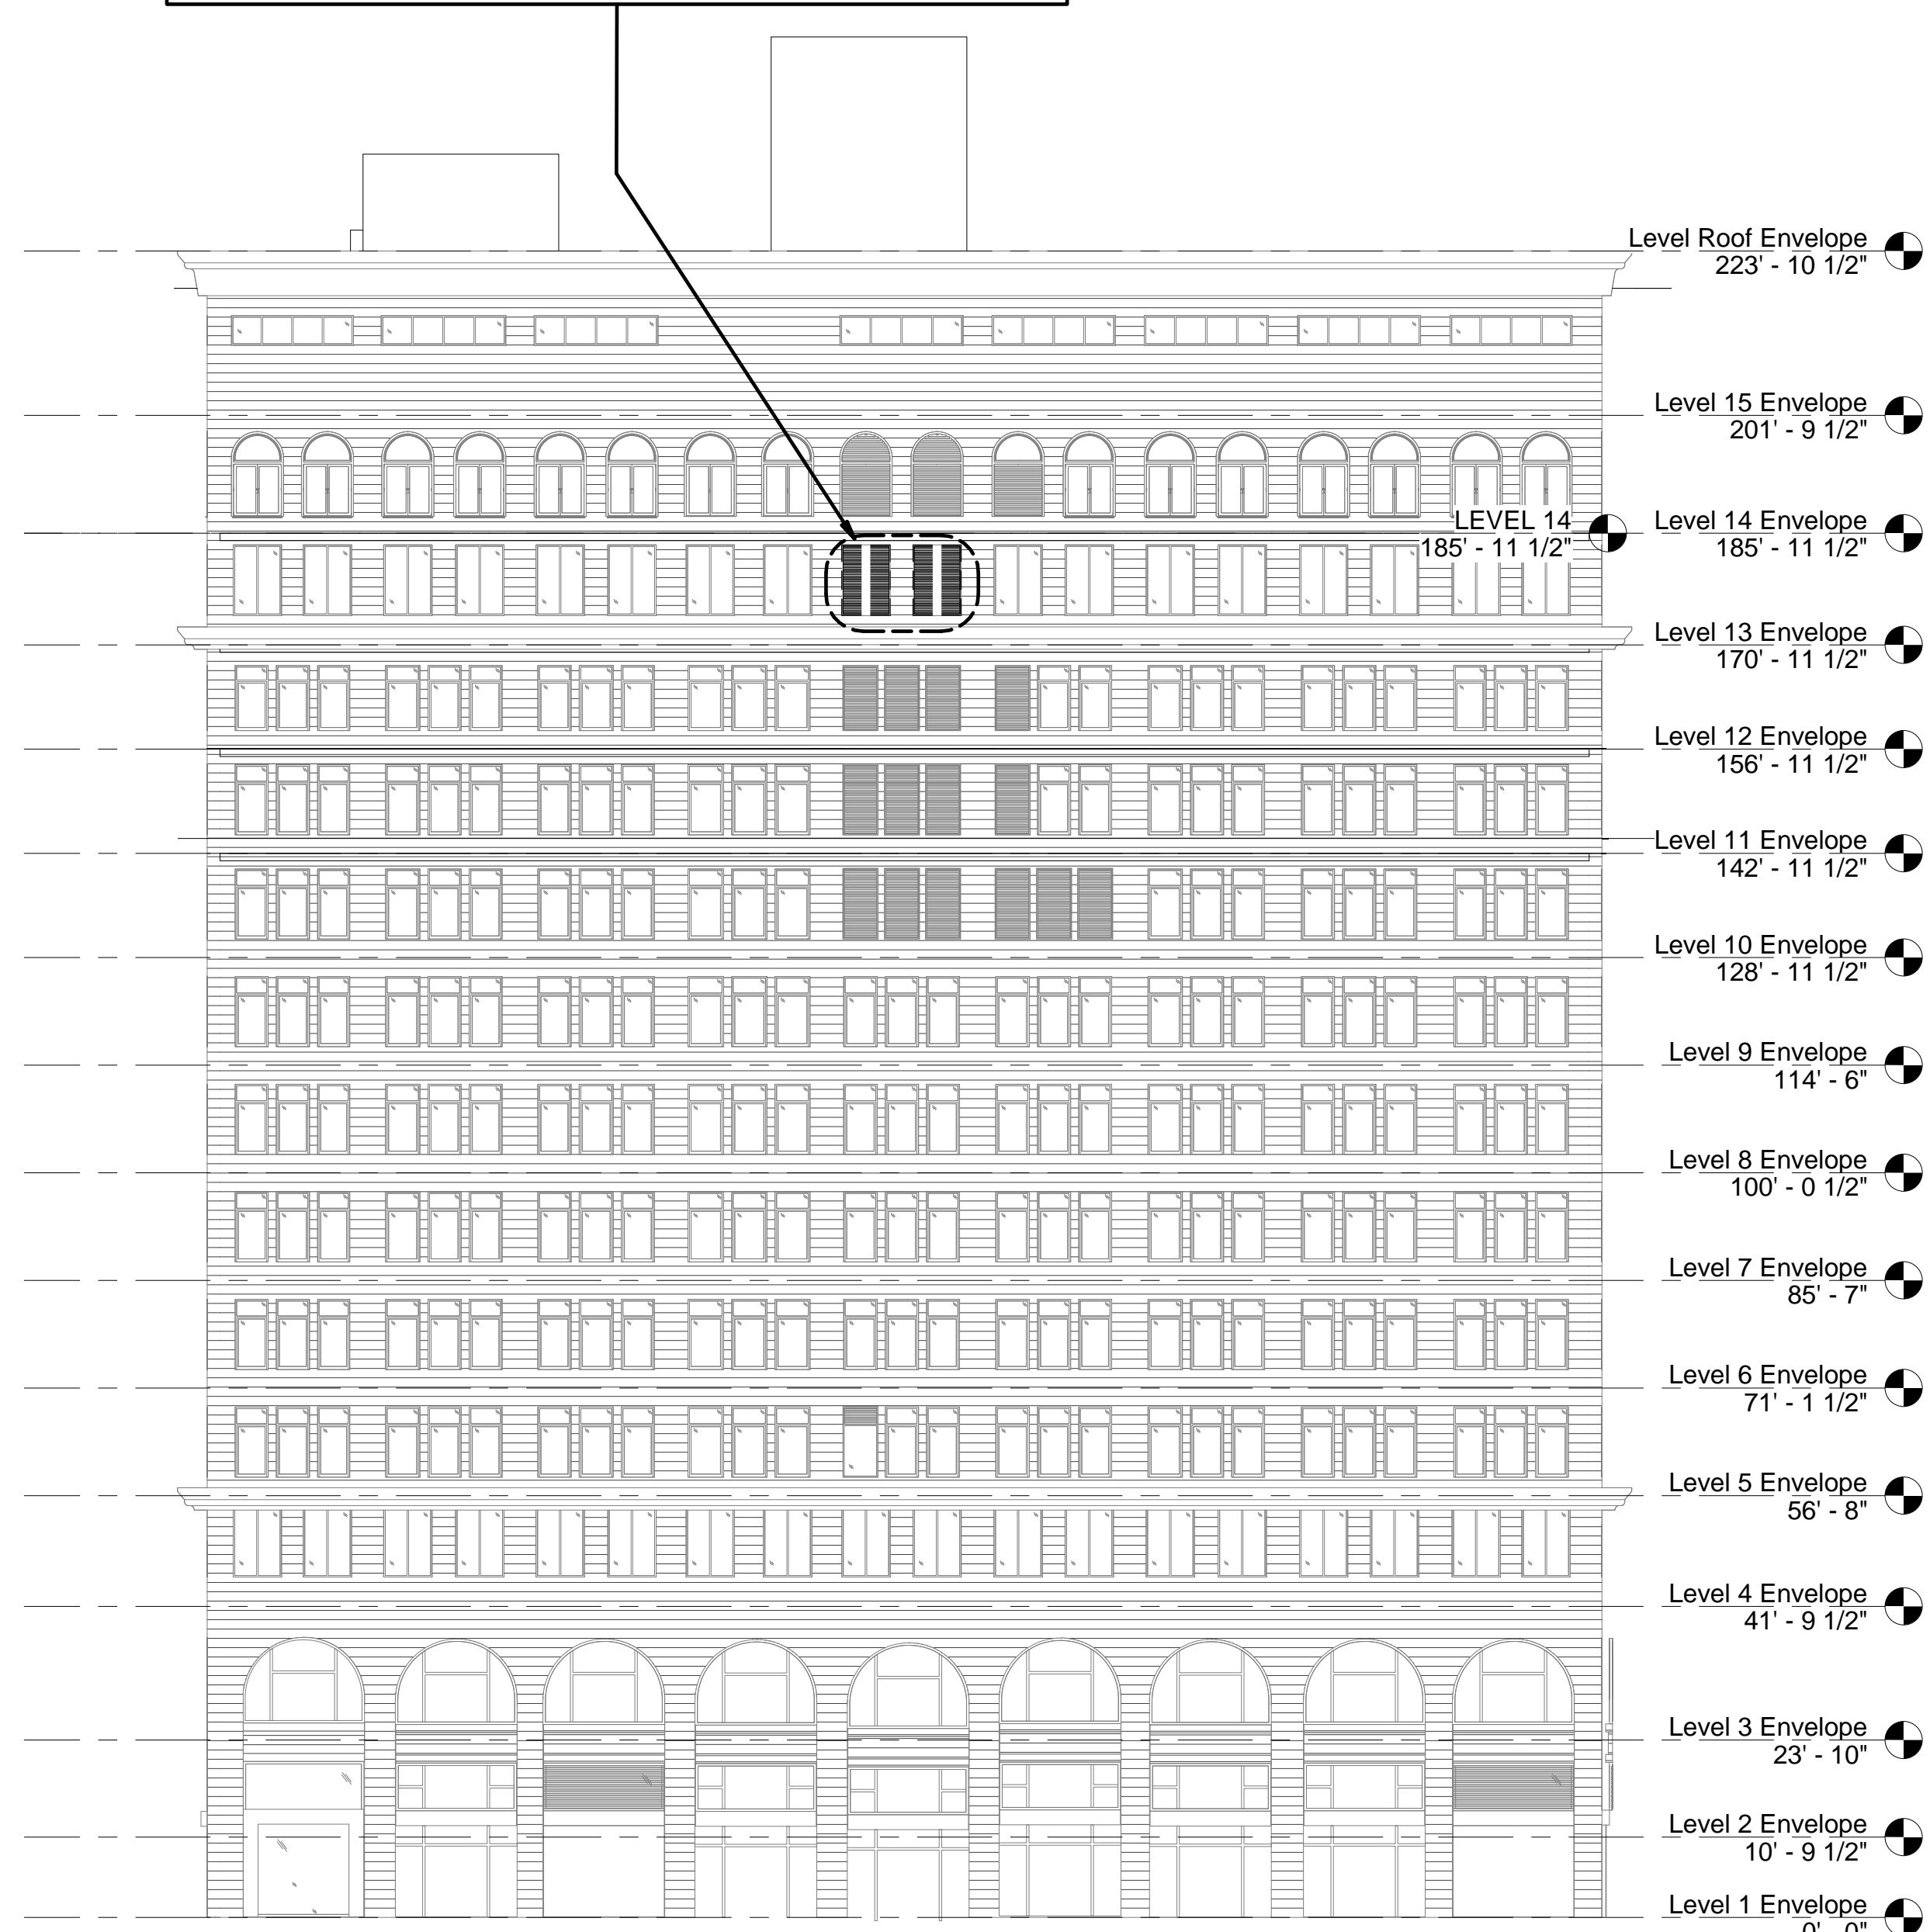 Level Roof Envelope
223' - 10 1/2"
Level 15 Envelope
201' - 9 1/2"
LEVEL 14
185' - 11 1/2"
Level 14 Envelope
185' - 11 1/2"
Level 13 Envelope
170' - 11 1/2"
Level 12 Envelope
156' - 11 1/2"
Level 11 Envelope
142' - 11 1/2"
Level 10 Envelope
128' - 11 1/2"
Level 9 Envelope
114' - 6"
Level 8 Envelope
100' - 0 1/2"
Level 7 Envelope
85' - 7"
Level 6 Envelope
71' - 1 1/2"
Level 5 Envelope
56' - 8"
Level 4 Envelope
41' - 9 1/2"
Level 3 Envelope
23' - 10"
Level 2 Envelope
10' - 9 1/2"
Level 1 Envelope
0' - 0"